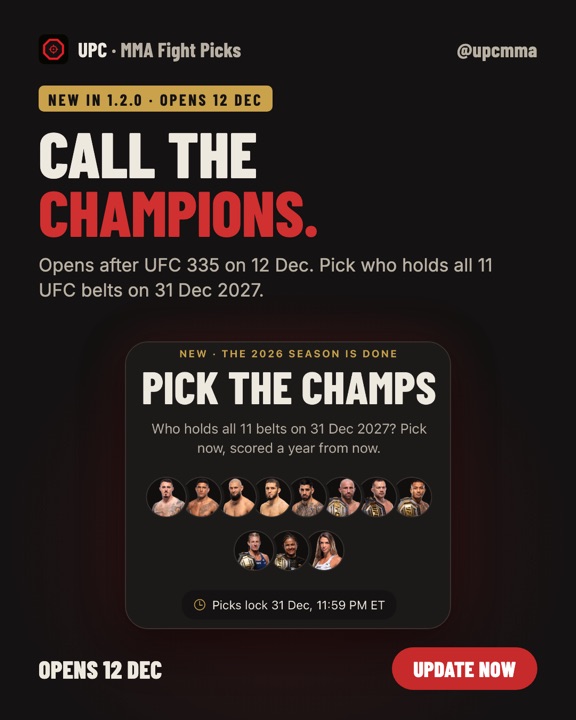 UPC · MMA Fight Picks
@upcmma
NEW IN 1.2.0 · OPENS 12 DEC
CALL THE
CHAMPIONS.
Opens after UFC 335 on 12 Dec. Pick who holds all 11
UFC belts on 31 Dec 2027.
NEW · THE 2026 SEASON IS DONE
PICK THE CHAMPS
Who holds all 11 belts on 31 Dec 2027? Pick
now, scored a year from now.
Picks lock 31 Dec, 11:59 PM ET
OPENS 12 DEC
UPDATE NOW